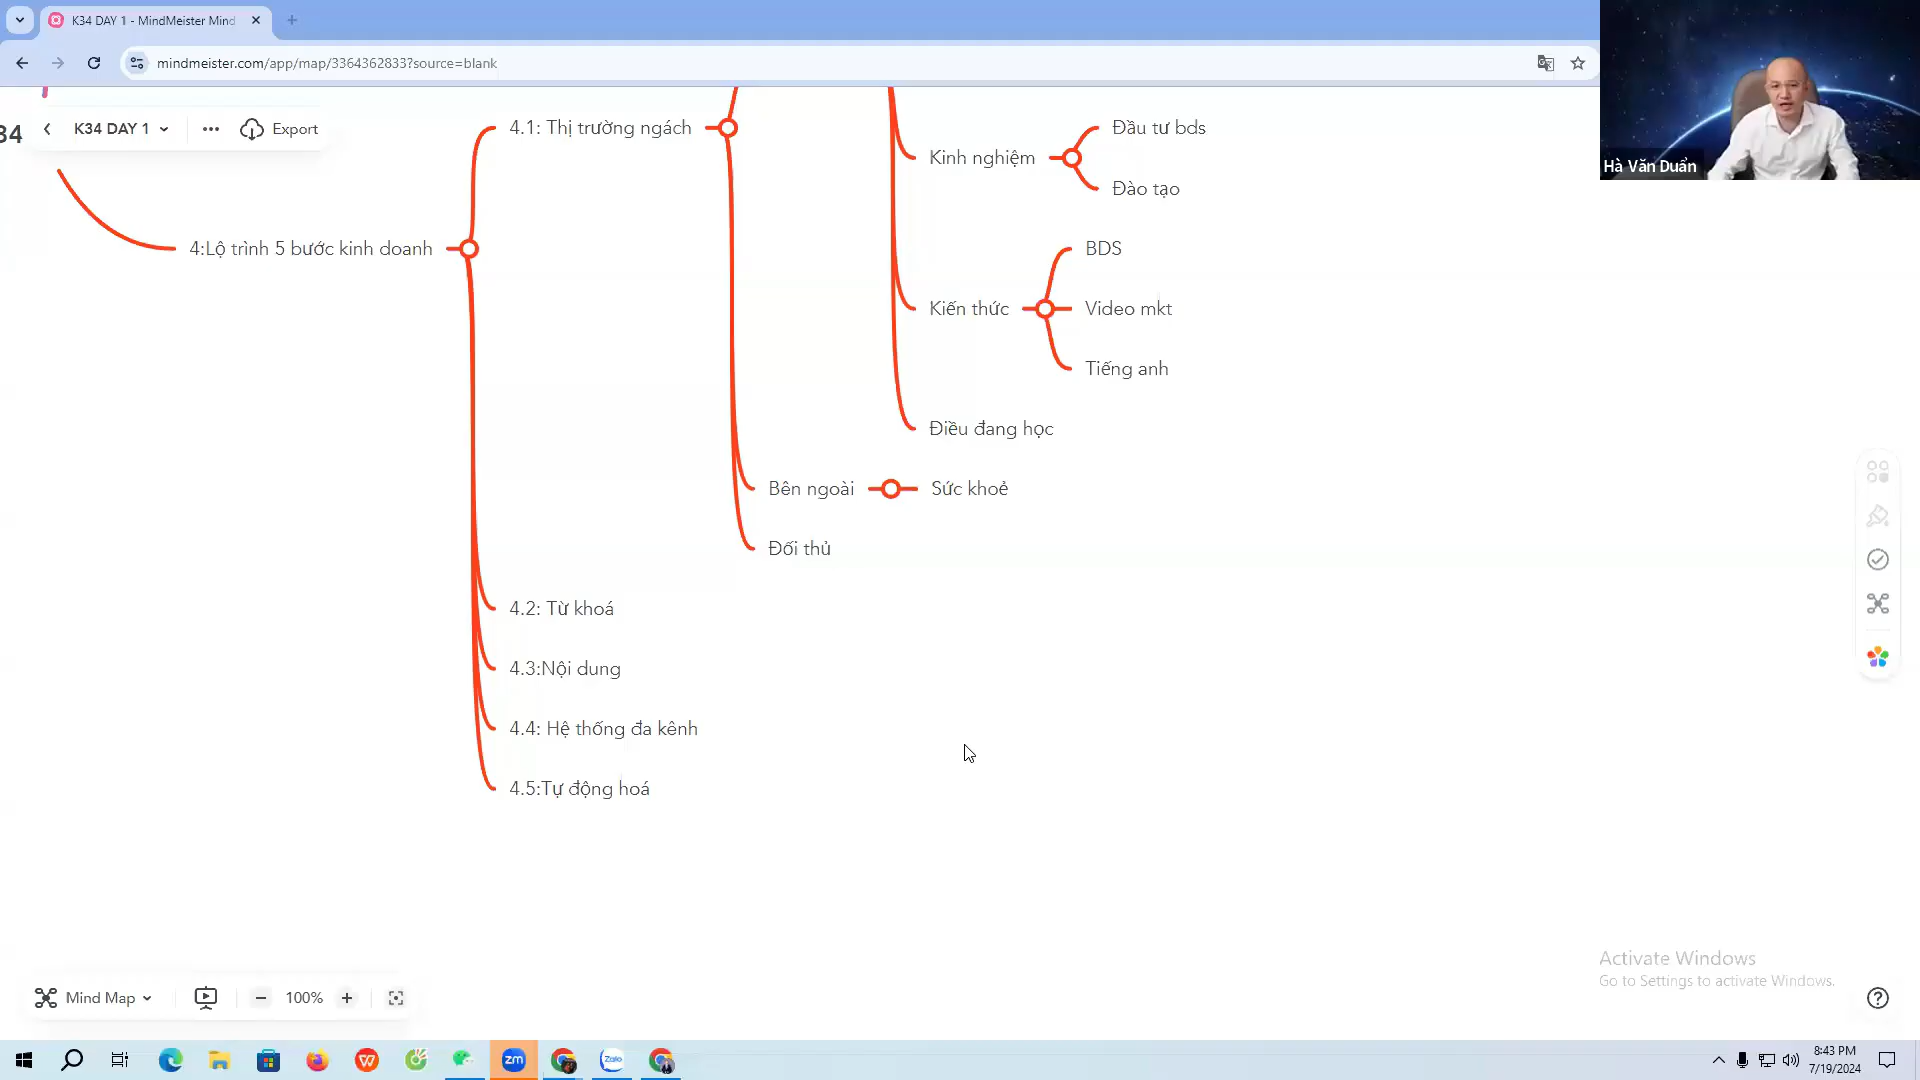 K34 DAY 1 - MindMeister Mind
mindmeister.com/app/map/3364362833?source=blank
Hà Văn Duẩn
34
K34 DAY 1
Export
4:Lộ trình 5 bước kinh doanh
4.1: Thị trường ngách
Kinh nghiệm
Đầu tư bds
Đào tạo
Kiến thức
BDS
Video mkt
Tiếng anh
Điều đang học
Bên ngoài
Sức khoẻ
Đối thủ
4.2: Từ khoá
4.3:Nội dung
4.4: Hệ thống đa kênh
4.5:Tự động hoá
Activate Windows
Go to Settings to activate Windows.
Mind Map
100%
zm
Zalo
8:43 PM
7/19/2024